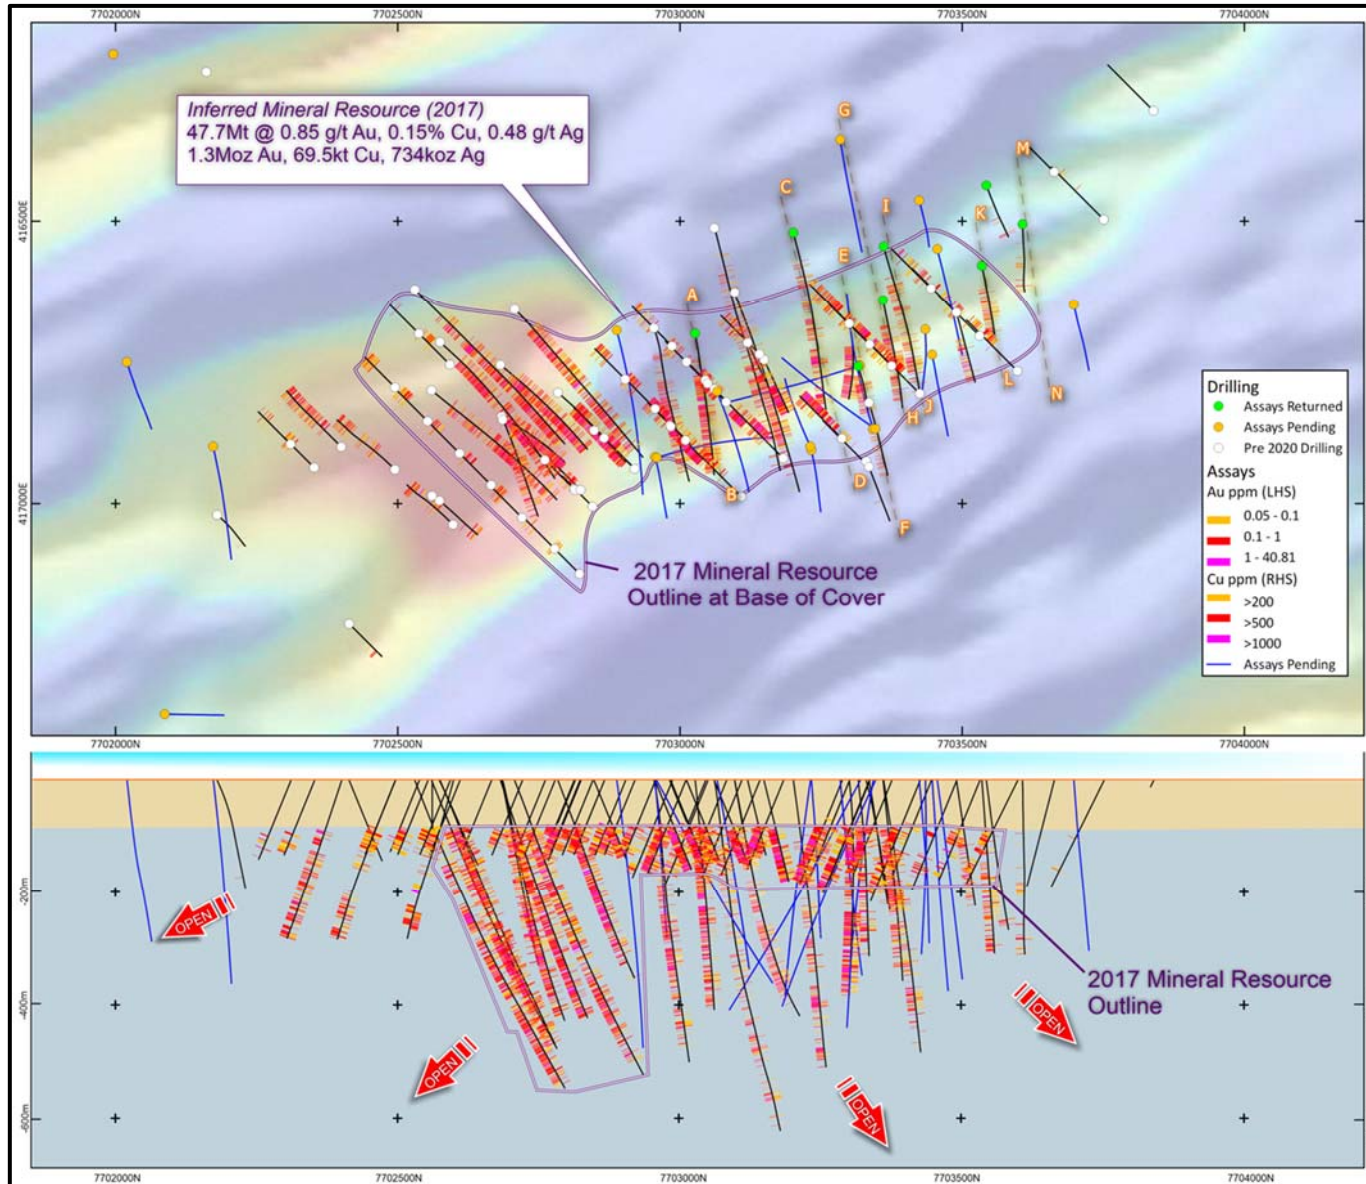 7702000N 7702500N 7703000N 7703500N 7704000N
Inferred Mineral Resource (2017)
47.7Mt @ 0.85 g/t Au, 0.15% Cu, 0.48 g/t Ag
1.3Moz Au, 69.5kt Cu, 734koz Ag
G
M
C
I
K
416500E
E
A
Drilling
Assays Returned
Assays Pending
Pre 2020 Drilling
Assays
Au ppm (LHS)
0.05 - 0.1
0.1 - 1
1 - 40.81
Cu ppm (RHS)
>200
>500
>1000
Assays Pending
L
N
J
H
D
B
F
417000E
2017 Mineral Resource
Outline at Base of Cover
7702000N 7702500N 7703000N 7703500N 7704000N
-200m
OPEN
2017 Mineral Resource
Outline
-400m
OPEN
OPEN
OPEN
-600m
7702000N 7702500N 7703000N 7703500N 7704000N